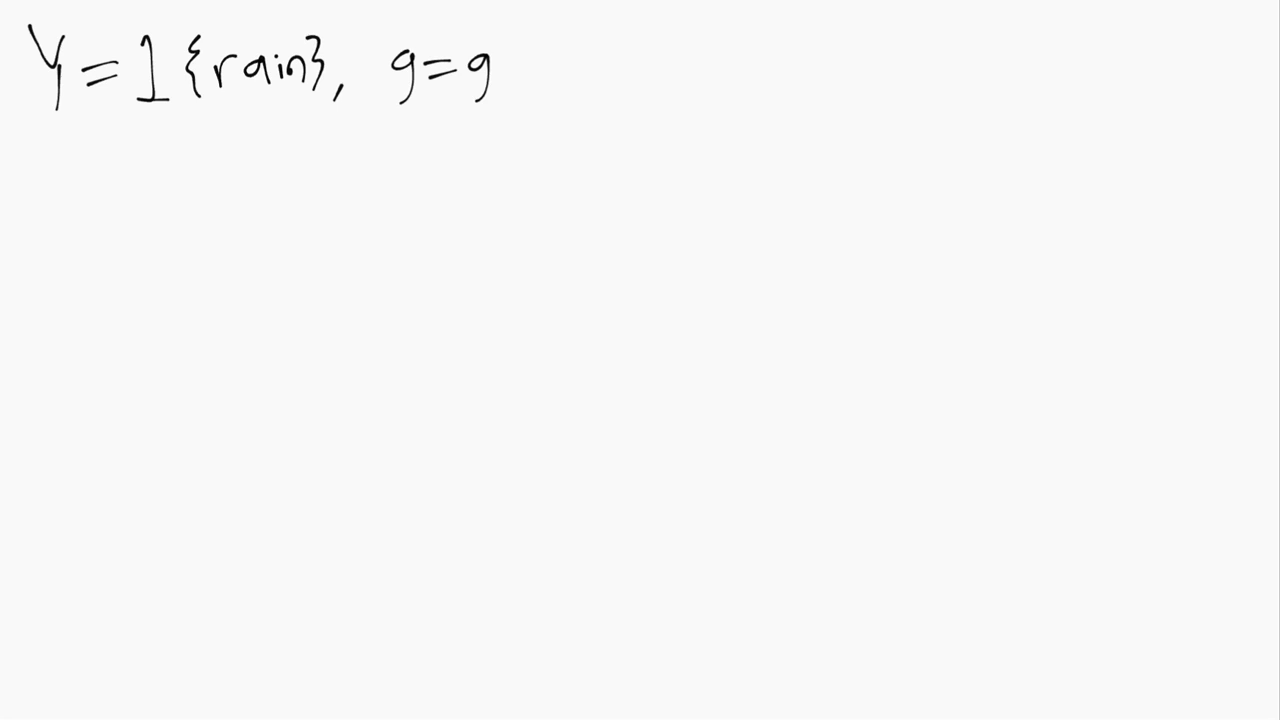 Y = 1 {rain}, g = g